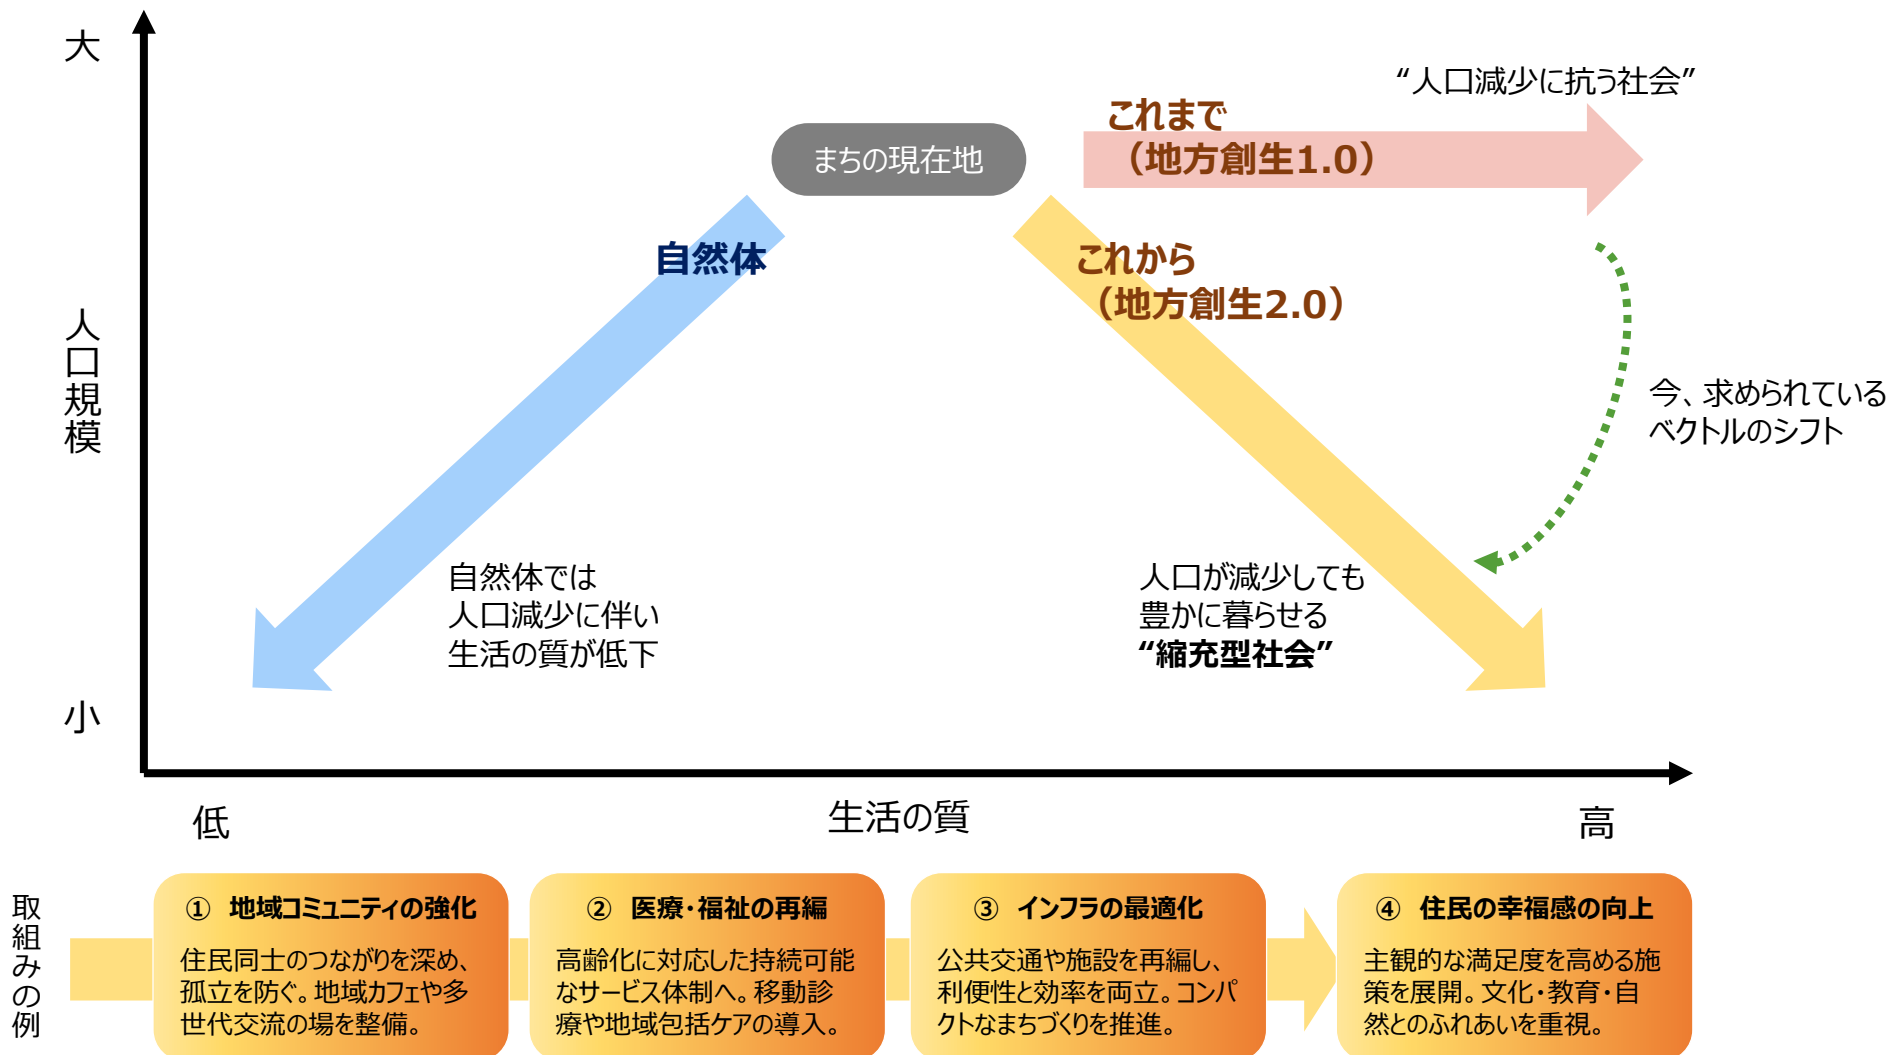 大
“人口減少に抗う社会”
これまで
（地方創生1.0）
まちの現在地
自然体
これから
（地方創生2.0）
人口規模
今、求められている
ベクトルのシフト
自然体では
人口減少に伴い
生活の質が低下
人口が減少しても
豊かに暮らせる
“縮充型社会”
小
低
生活の質
高
取組みの例
① 地域コミュニティの強化
住民同士のつながりを深め、
孤立を防ぐ。地域カフェや多
世代交流の場を整備。
② 医療・福祉の再編
高齢化に対応した持続可能
なサービス体制へ。移動診
療や地域包括ケアの導入。
③ インフラの最適化
公共交通や施設を再編し、
利便性と効率を両立。コンパ
クトなまちづくりを推進。
④ 住民の幸福感の向上
主観的な満足度を高める施
策を展開。文化・教育・自
然とのふれあいを重視。